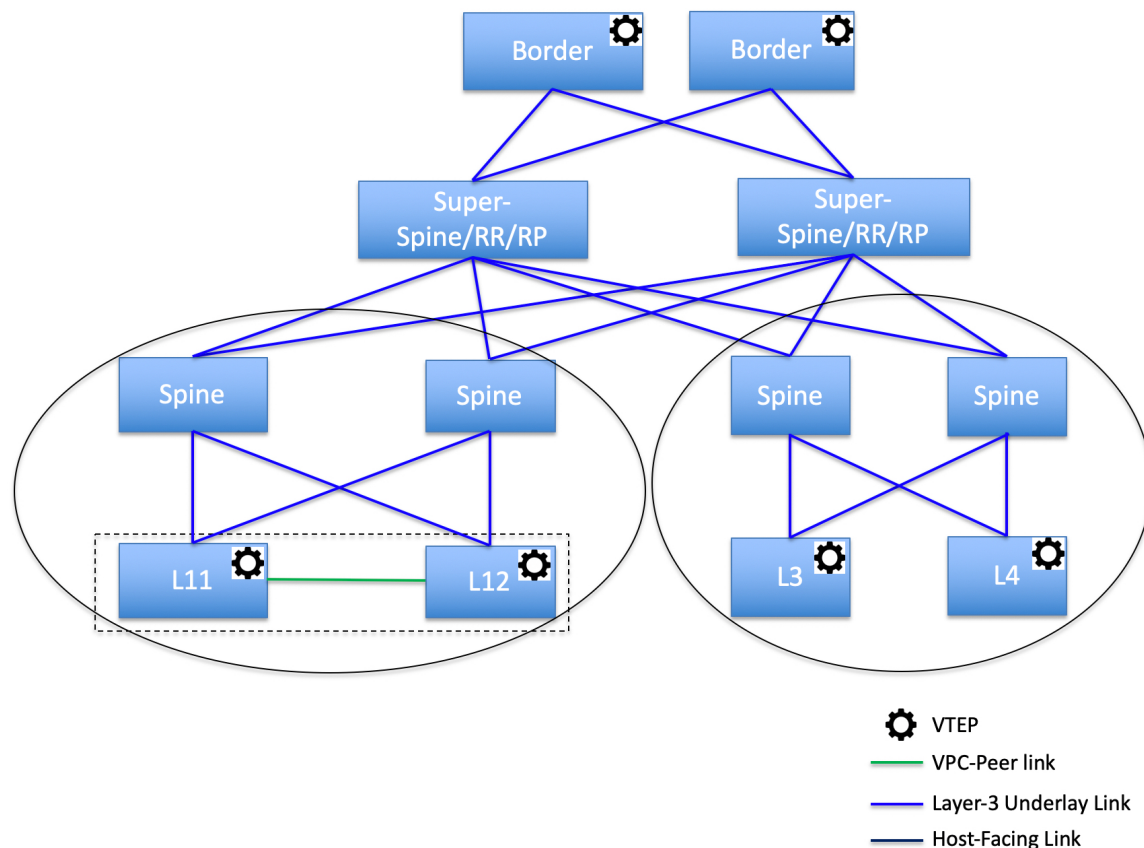 Border
Border
Super-
Spine/RR/RP
Super-
Spine/RR/RP
Spine
Spine
Spine
Spine
L11
L12
L3
L4
VTEP
VPC-Peer link
Layer-3 Underlay Link
Host-Facing Link